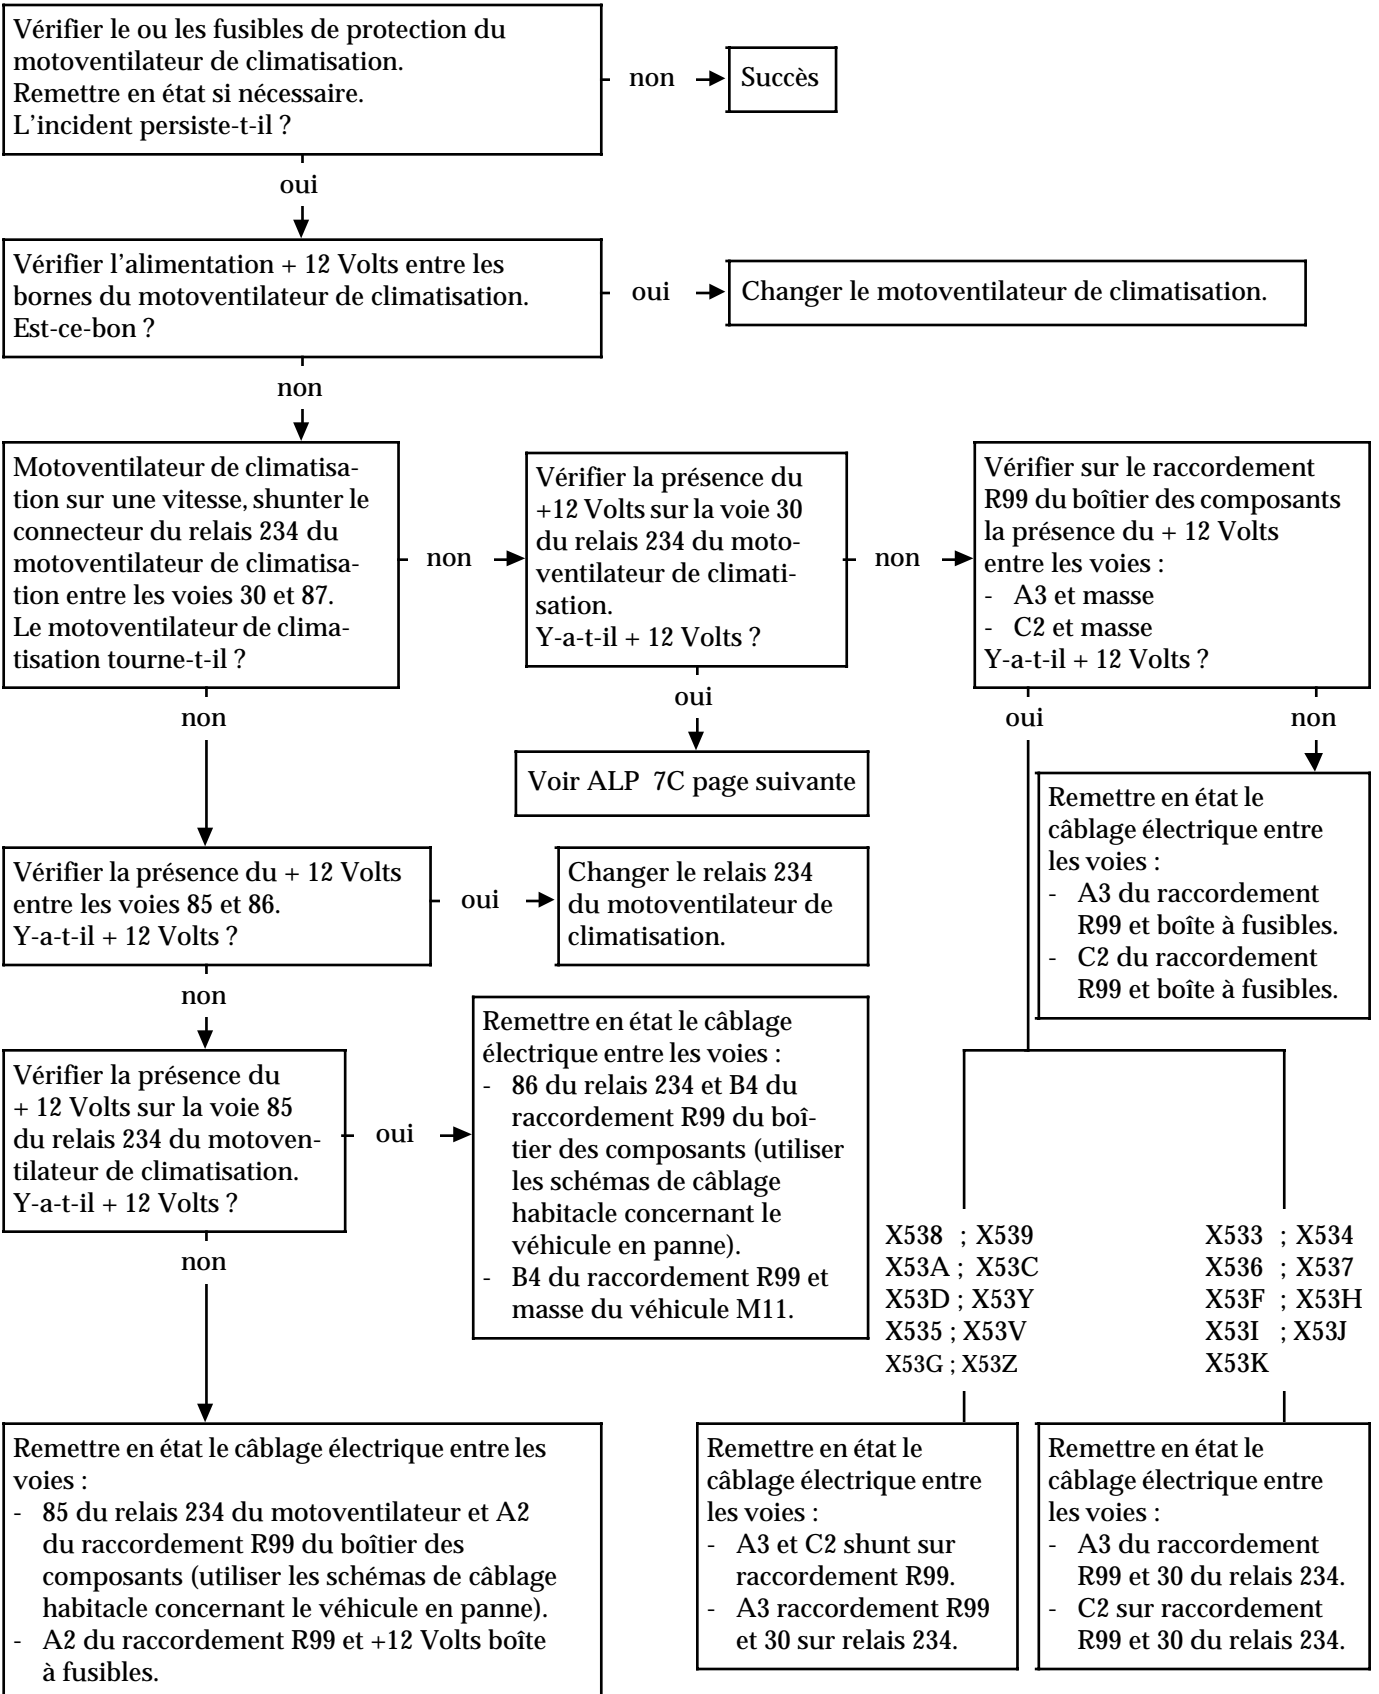 Vérifier le ou les fusibles de protection du
motoventilateur de climatisation.
Remettre en état si nécessaire.
L'incident persiste-t-il ?
non
Succès
oui
Vérifier l'alimentation + 12 Volts entre les
bornes du motoventilateur de climatisation.
Est-ce-bon ?
oui
Changer le motoventilateur de climatisation.
non
Motoventilateur de climatisa-
tion sur une vitesse, shunter le
connecteur du relais 234 du
motoventilateur de climatisa-
tion entre les voies 30 et 87.
Le motoventilateur de clima-
tisation tourne-t-il ?
non
Vérifier la présence du
+12 Volts sur la voie 30
du relais 234 du moto-
ventilateur de climati-
sation.
Y-a-t-il + 12 Volts ?
non
Vérifier sur le raccordement
R99 du boîtier des composants
la présence du + 12 Volts
entre les voies :
- A3 et masse
- C2 et masse
Y-a-t-il + 12 Volts ?
non
oui
oui
non
Voir ALP 7C page suivante
Remettre en état le
câblage électrique entre
les voies :
- A3 du raccordement
R99 et boîte à fusibles.
- C2 du raccordement
R99 et boîte à fusibles.
Vérifier la présence du + 12 Volts
entre les voies 85 et 86.
Y-a-t-il + 12 Volts ?
oui
Changer le relais 234
du motoventilateur de
climatisation.
non
Vérifier la présence du
+ 12 Volts sur la voie 85
du relais 234 du motoven-
tilateur de climatisation.
Y-a-t-il + 12 Volts ?
oui
Remettre en état le câblage
électrique entre les voies :
- 86 du relais 234 et B4 du
raccordement R99 du boî-
tier des composants (utiliser
les schémas de câblage
habitacle concernant le
véhicule en panne).
- B4 du raccordement R99 et
masse du véhicule M11.
non
X538 ; X539
X53A ; X53C
X53D ; X53Y
X535 ; X53V
X53G ; X53Z
X533 ; X534
X536 ; X537
X53F ; X53H
X53I ; X53J
X53K
Remettre en état le câblage électrique entre les
voies :
- 85 du relais 234 du motoventilateur et A2
du raccordement R99 du boîtier des
composants (utiliser les schémas de câblage
habitacle concernant le véhicule en panne).
- A2 du raccordement R99 et +12 Volts boîte
à fusibles.
Remettre en état le
câblage électrique entre
les voies :
- A3 et C2 shunt sur
raccordement R99.
- A3 raccordement R99
et 30 sur relais 234.
Remettre en état le
câblage électrique entre
les voies :
- A3 du raccordement
R99 et 30 du relais 234.
- C2 sur raccordement
R99 et 30 du relais 234.